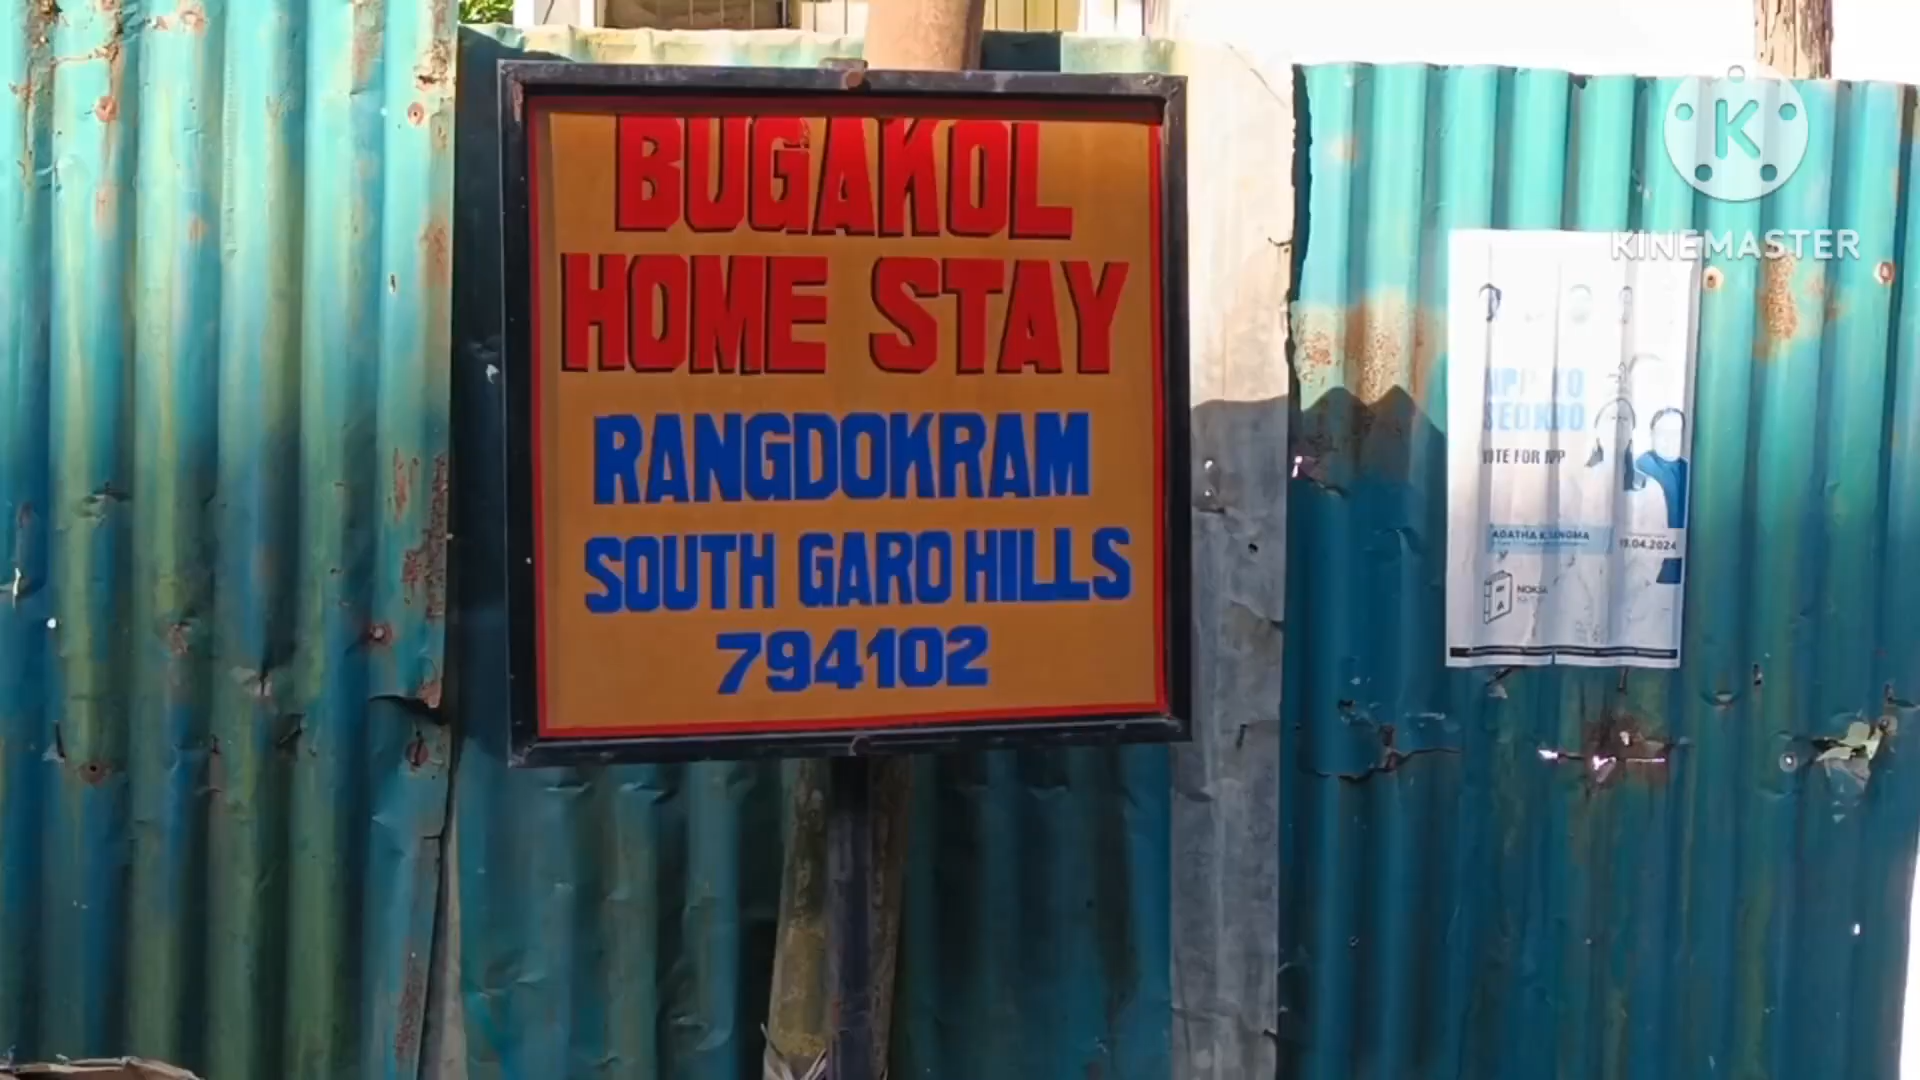 BUGAKOL
HOME STAY
RANGDOKRAM
SOUTH GARO HILLS
794102
K
KINEMASTER
VOTE FOR NPP
AGATHA K SANGMA
19.04.2024